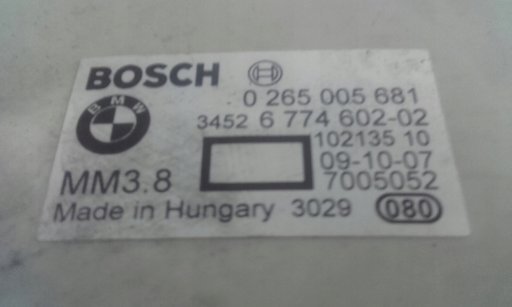 BOSCH
0 265 005 681
BMW
3452 6 774 602-02
102135 10
09-10-07
MM3.8
7005052
Made in Hungary 3029 080